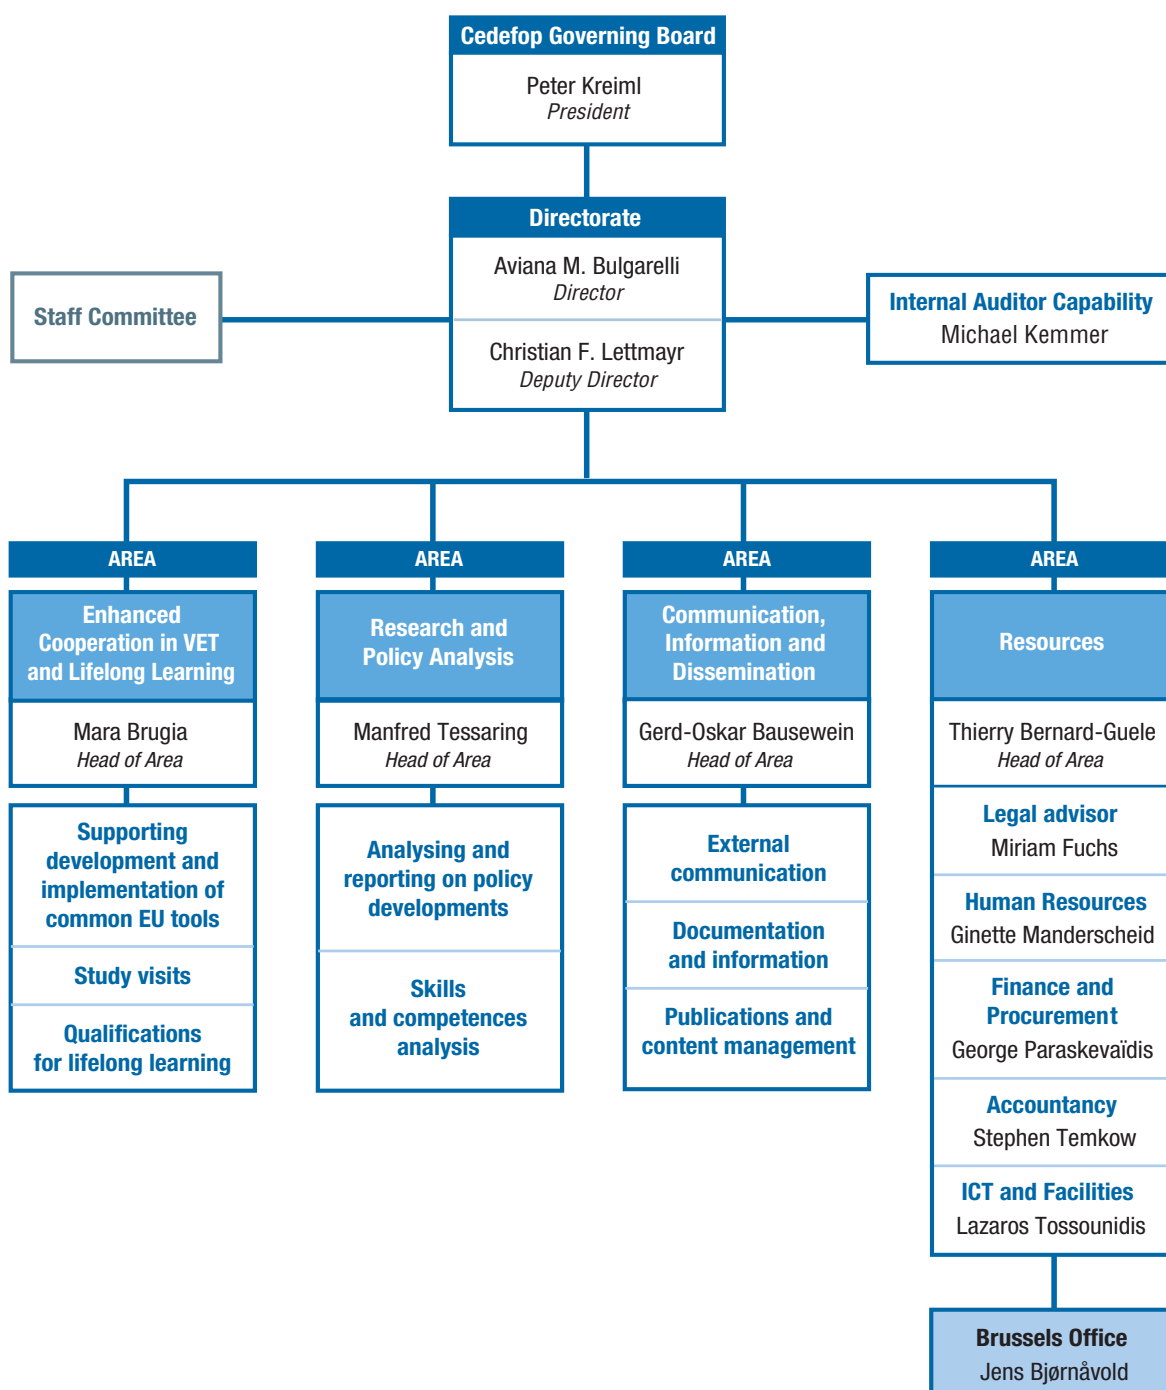 Cedefop Governing Board
Peter Kreiml
President
Directorate
Aviana M. Bulgarelli
Director
Christian F. Lettmayr
Deputy Director
Staff Committee
Internal Auditor Capability
Michael Kemmer
AREA
Enhanced
Cooperation in VET
and Lifelong Learning
Mara Brugia
Head of Area
Supporting
development and
implementation of
common EU tools
Study visits
Qualifications
for lifelong learning
AREA
Research and
Policy Analysis
Manfred Tessaring
Head of Area
Analysing and
reporting on policy
developments
Skills
and competences
analysis
AREA
Communication,
Information and
Dissemination
Gerd-Oskar Bausewein
Head of Area
External
communication
Documentation
and information
Publications and
content management
AREA
Resources
Thierry Bernard-Guele
Head of Area
Legal advisor
Miriam Fuchs
Human Resources
Ginette Manderscheid
Finance and
Procurement
George Paraskevaïdis
Accountancy
Stephen Temkow
ICT and Facilities
Lazaros Tossounidis
Brussels Office
Jens Bjørnåvold